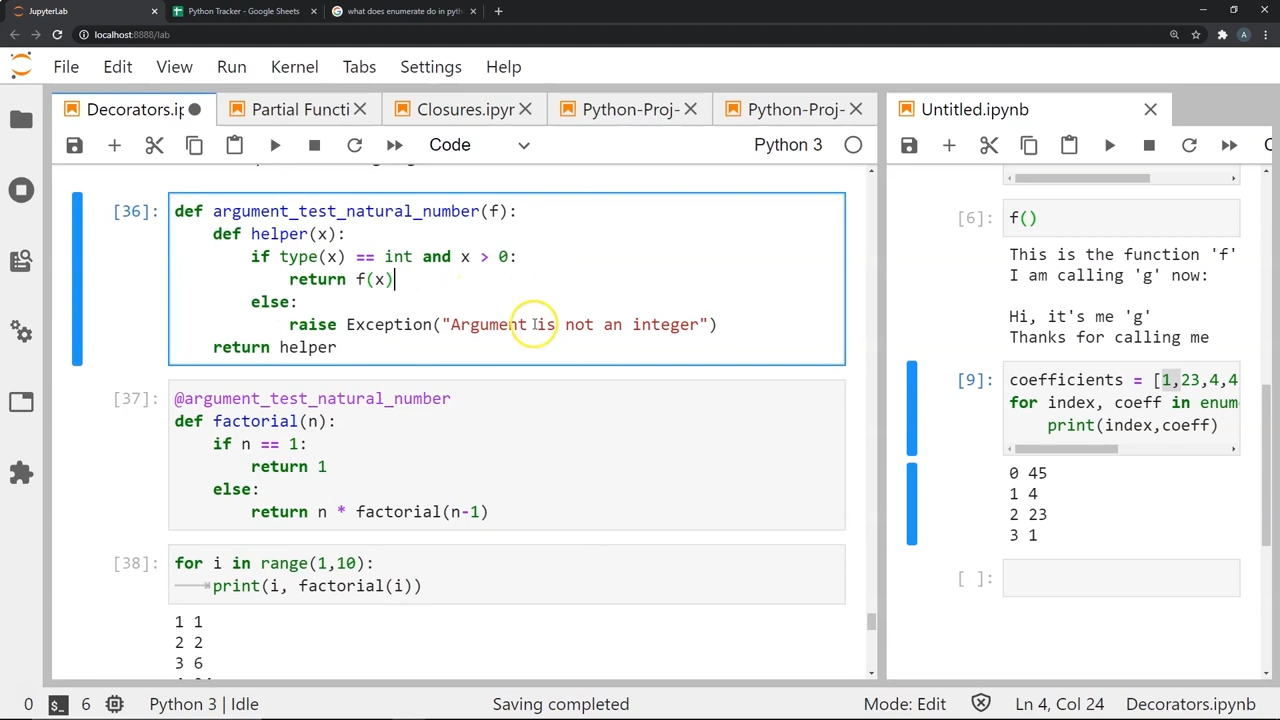 JupyterLab
Python Tracker - Google Sheets
what does enumerate do in pyth
localhost:8888/lab
A
File Edit View Run Kernel Tabs Settings Help
Decorators.ip
Partial Functi
Closures.ipyr
Python-Proj-
Python-Proj-
Untitled.ipynb
Code
Python 3
[36]:
def argument_test_natural_number(f):
def helper(x):
if type(x) == int and x > 0:
return f(x)
else:
raise Exception("Argument is not an integer")
return helper
[37]:
@argument_test_natural_number
def factorial(n):
if n == 1:
return 1
else:
return n * factorial(n-1)
[38]:
for i in range(1,10):
print(i, factorial(i))
1 1
2 2
3 6
[6]:
f()
This is the function 'f'
I am calling 'g' now:
Hi, it's me 'g'
Thanks for calling me
[9]:
coefficients = [1,23,4,4
for index, coeff in enum
print(index,coeff)
0 45
1 4
2 23
3 1
[ ]:
0
$_
6
Python 3 | Idle
Saving completed
Mode: Edit
Ln 4, Col 24
Decorators.ipynb